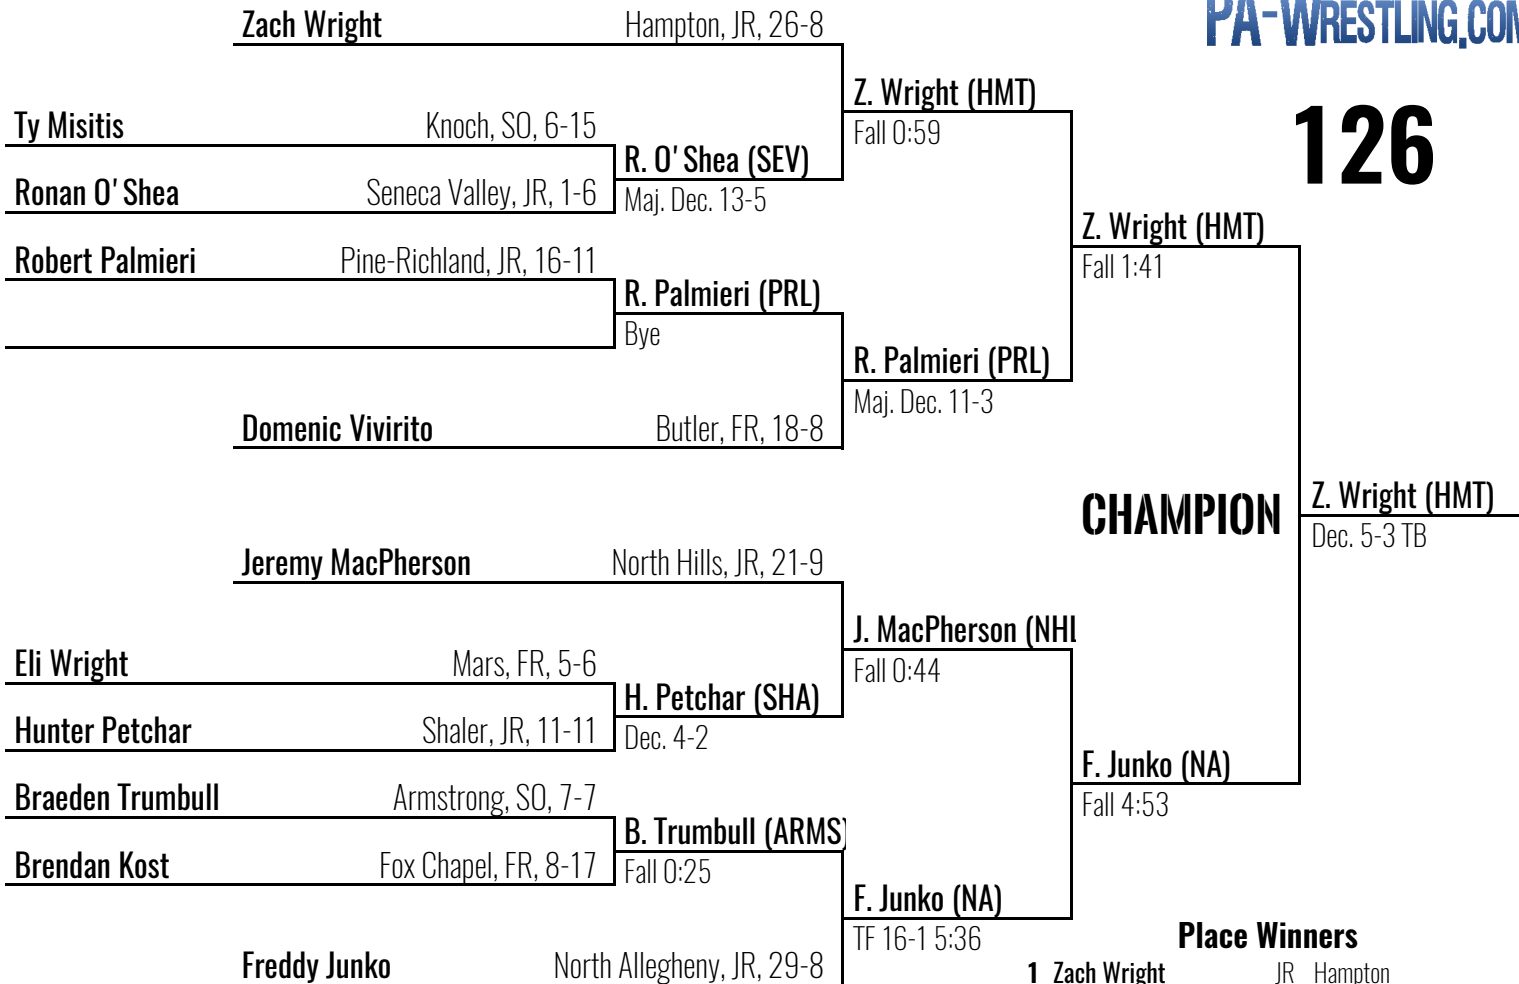 PA-WRESTLING.COM
126
Zach Wright Hampton, JR, 26-8
Z. Wright (HMT)
Fall 0:59
Ty Misitis Knoch, SO, 6-15
R. O'Shea (SEV)
Maj. Dec. 13-5
Ronan O'Shea Seneca Valley, JR, 1-6
Z. Wright (HMT)
Fall 1:41
Robert Palmieri Pine-Richland, JR, 16-11
R. Palmieri (PRL)
Bye
R. Palmieri (PRL)
Maj. Dec. 11-3
Domenic Vivirito Butler, FR, 18-8
CHAMPION
Z. Wright (HMT)
Dec. 5-3 TB
Jeremy MacPherson North Hills, JR, 21-9
J. MacPherson (NHL
Fall 0:44
Eli Wright Mars, FR, 5-6
H. Petchar (SHA)
Dec. 4-2
Hunter Petchar Shaler, JR, 11-11
F. Junko (NA)
Fall 4:53
Braeden Trumbull Armstrong, SO, 7-7
B. Trumbull (ARMS)
Fall 0:25
Brendan Kost Fox Chapel, FR, 8-17
F. Junko (NA)
TF 16-1 5:36
Freddy Junko North Allegheny, JR, 29-8
Place Winners
1 Zach Wright JR Hampton